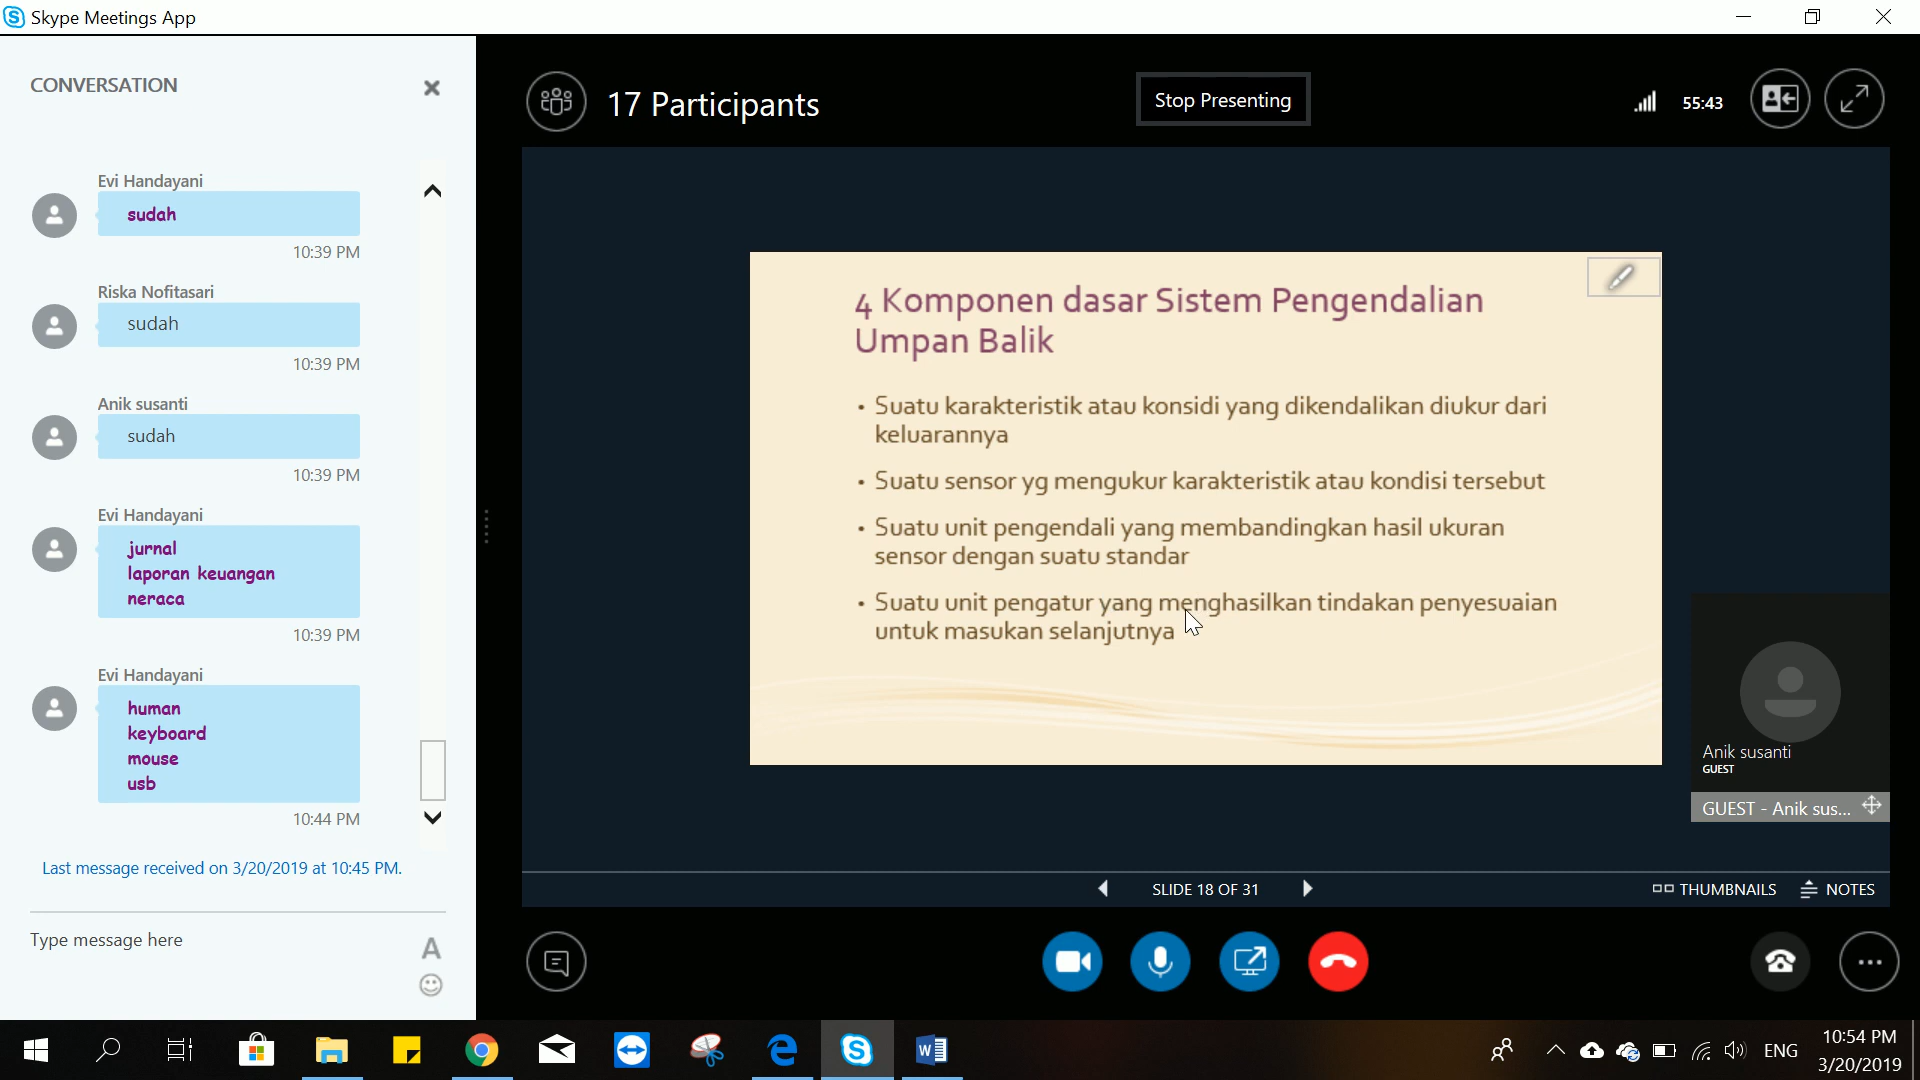 Skype Meetings App
CONVERSATION
Evi Handayani
sudah
10:39 PM
Riska Nofitasari
sudah
10:39 PM
Anik susanti
sudah
10:39 PM
Evi Handayani
jurnal
laporan keuangan
neraca
10:39 PM
Evi Handayani
human
keyboard
mouse
usb
10:44 PM
Last message received on 3/20/2019 at 10:45 PM.
Type message here
A
17 Participants
Stop Presenting
55:43
4 Komponen dasar Sistem Pengendalian
Umpan Balik
• Suatu karakteristik atau konsidi yang dikendalikan diukur dari
keluarannya
• Suatu sensor yg mengukur karakteristik atau kondisi tersebut
• Suatu unit pengendali yang membandingkan hasil ukuran
sensor dengan suatu standar
• Suatu unit pengatur yang menghasilkan tindakan penyesuaian
untuk masukan selanjutnya
Anik susanti
GUEST
GUEST - Anik sus...
SLIDE 18 OF 31
THUMBNAILS
NOTES
ENG
10:54 PM
3/20/2019